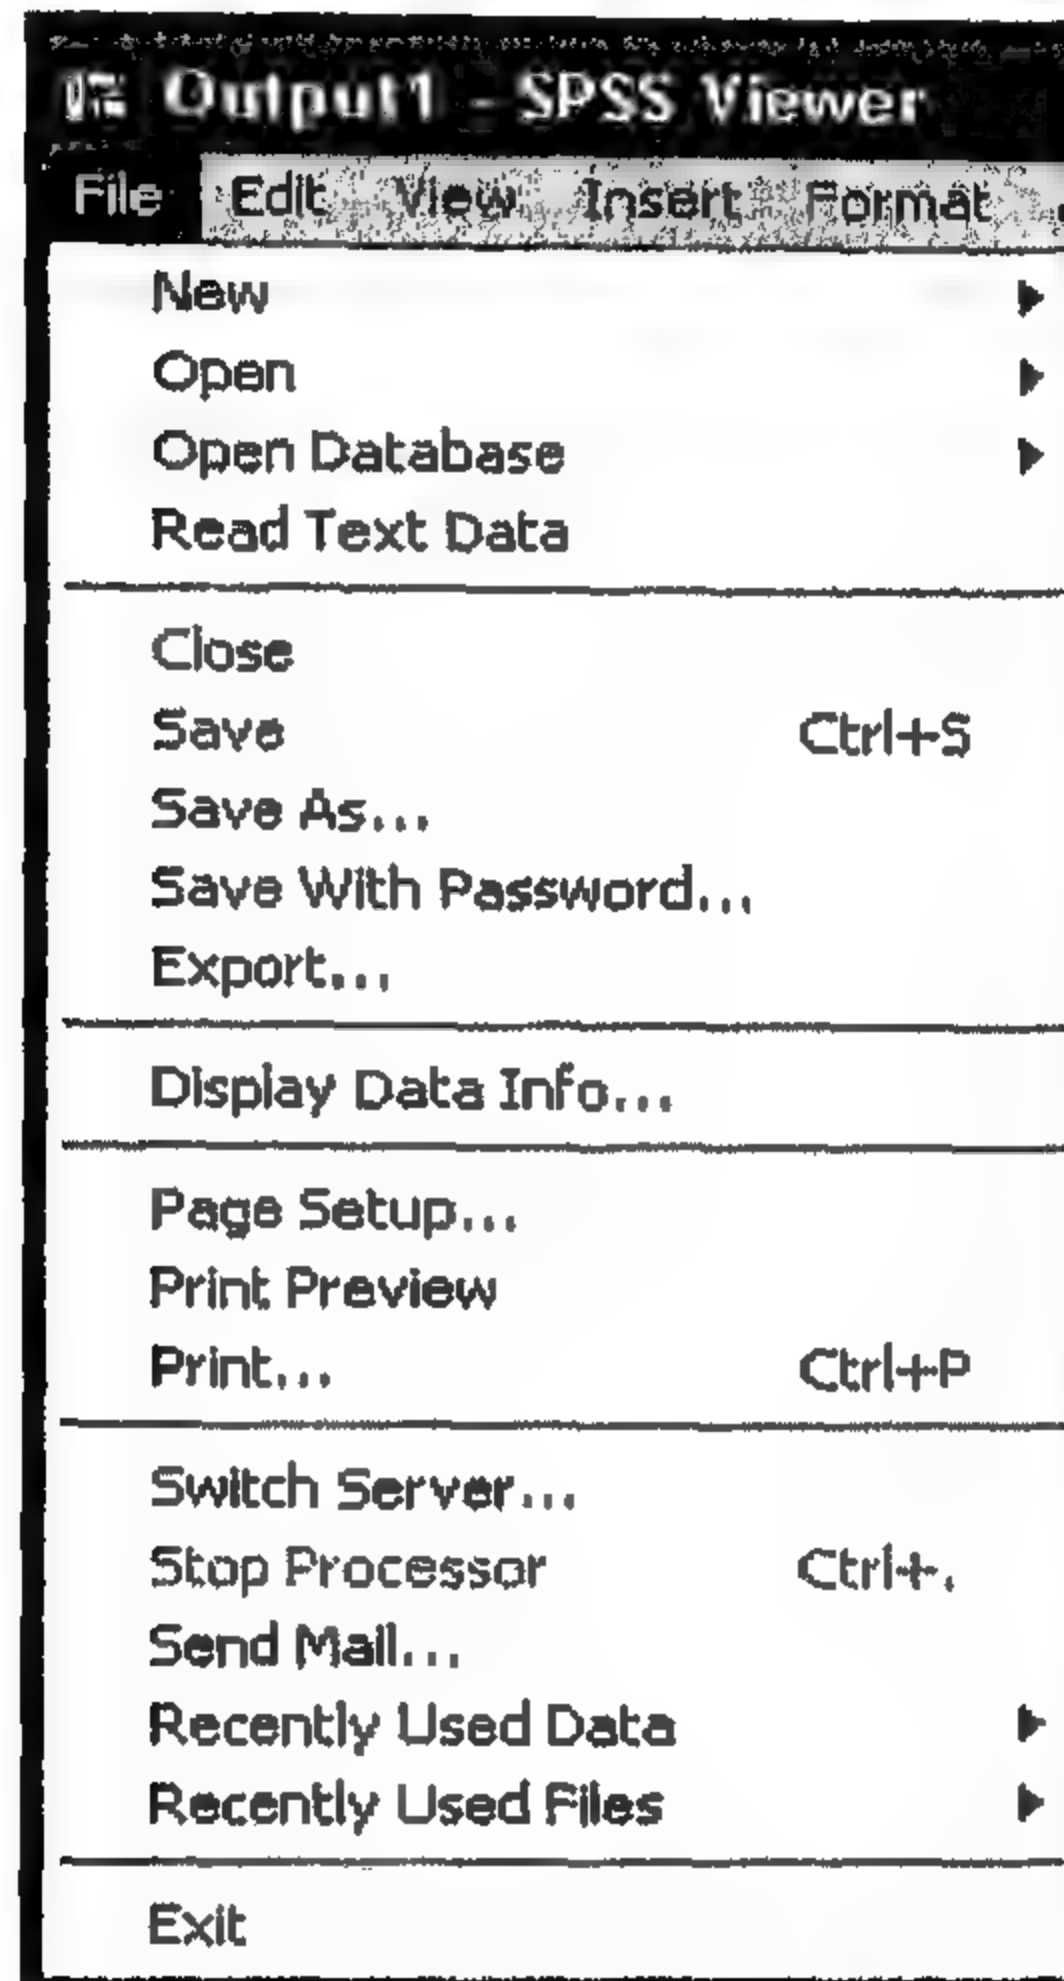 Output1 - SPSS Viewer
File Edit View Insert Format
New
Open
Open Database
Read Text Data
Close
Save Ctrl+S
Save As...
Save With Password...
Export...
Display Data Info...
Page Setup...
Print Preview
Print... Ctrl+P
Switch Server...
Stop Processor Ctrl+.
Send Mail...
Recently Used Data
Recently Used Files
Exit